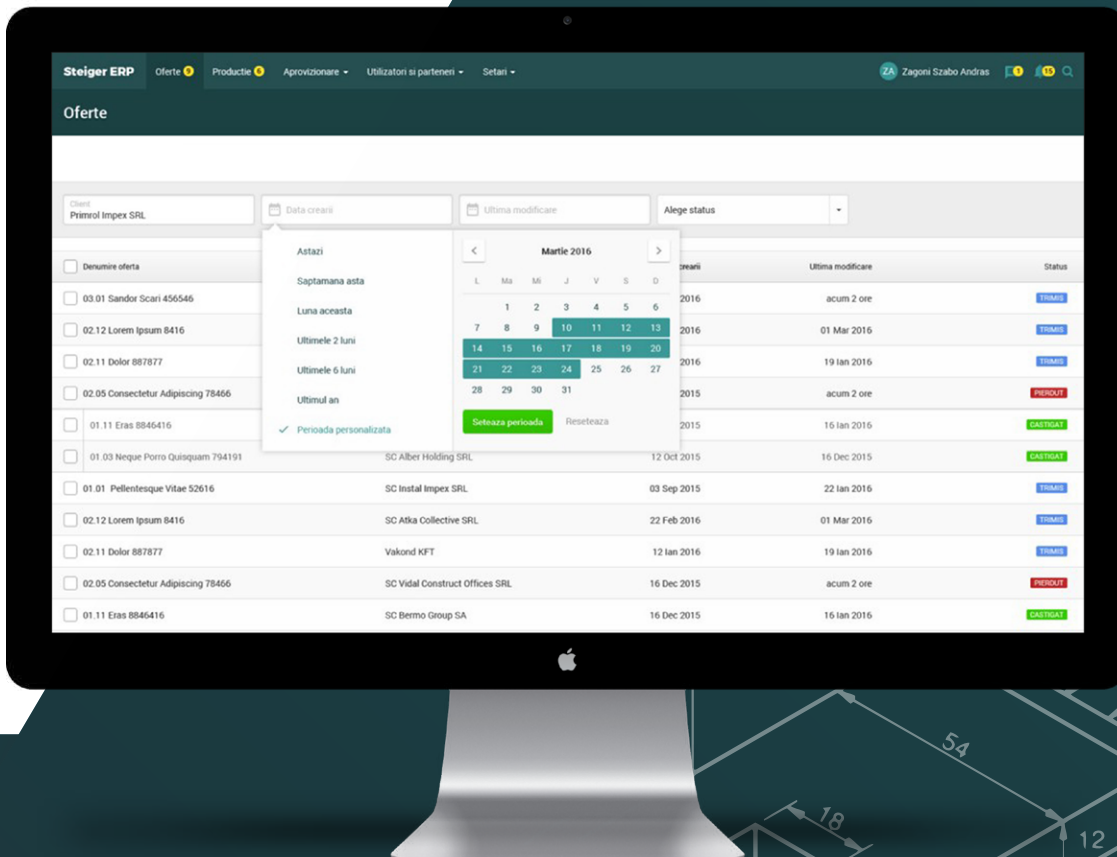 Steiger ERP Oferte 9 Productie 6 Aprovizionare Utilizatori si parteneri Setari ZA Zagoni Szabo Andras 1 15
Oferte
Client
Primrol Impex SRL
Data crearii
Ultima modificare
Alege status
Astazi
Saptamana asta
Luna aceasta
Ultimele 2 luni
Ultimele 6 luni
Ultimul an
Perioada personalizata
Martie 2016
L Ma Mi J V S D
1 2 3 4 5 6
7 8 9 10 11 12 13
14 15 16 17 18 19 20
21 22 23 24 25 26 27
28 29 30 31
Seteaza perioada Reseteaza
Denumire oferta crearii Ultima modificare Status
03.01 Sandor Scari 456546 2016 acum 2 ore TRIMIS
02.12 Lorem Ipsum 8416 2016 01 Mar 2016 TRIMIS
02.11 Dolor 887877 2016 19 Ian 2016 TRIMIS
02.05 Consectetur Adipiscing 78466 2015 acum 2 ore PIERDUT
01.11 Eras 8846416 2015 16 Ian 2016 CASTIGAT
01.03 Neque Porro Quisquam 794191 SC Alber Holding SRL 12 Oct 2015 16 Dec 2015 CASTIGAT
01.01 Pellentesque Vitae 52616 SC Instal Impex SRL 03 Sep 2015 22 Ian 2016 TRIMIS
02.12 Lorem Ipsum 8416 SC Atka Collective SRL 22 Feb 2016 01 Mar 2016 TRIMIS
02.11 Dolor 887877 Vakond KFT 12 Ian 2016 19 Ian 2016 TRIMIS
02.05 Consectetur Adipiscing 78466 SC Vidal Construct Offices SRL 16 Dec 2015 acum 2 ore PIERDUT
01.11 Eras 8846416 SC Bermo Group SA 16 Dec 2015 16 Ian 2016 CASTIGAT
54
18
12